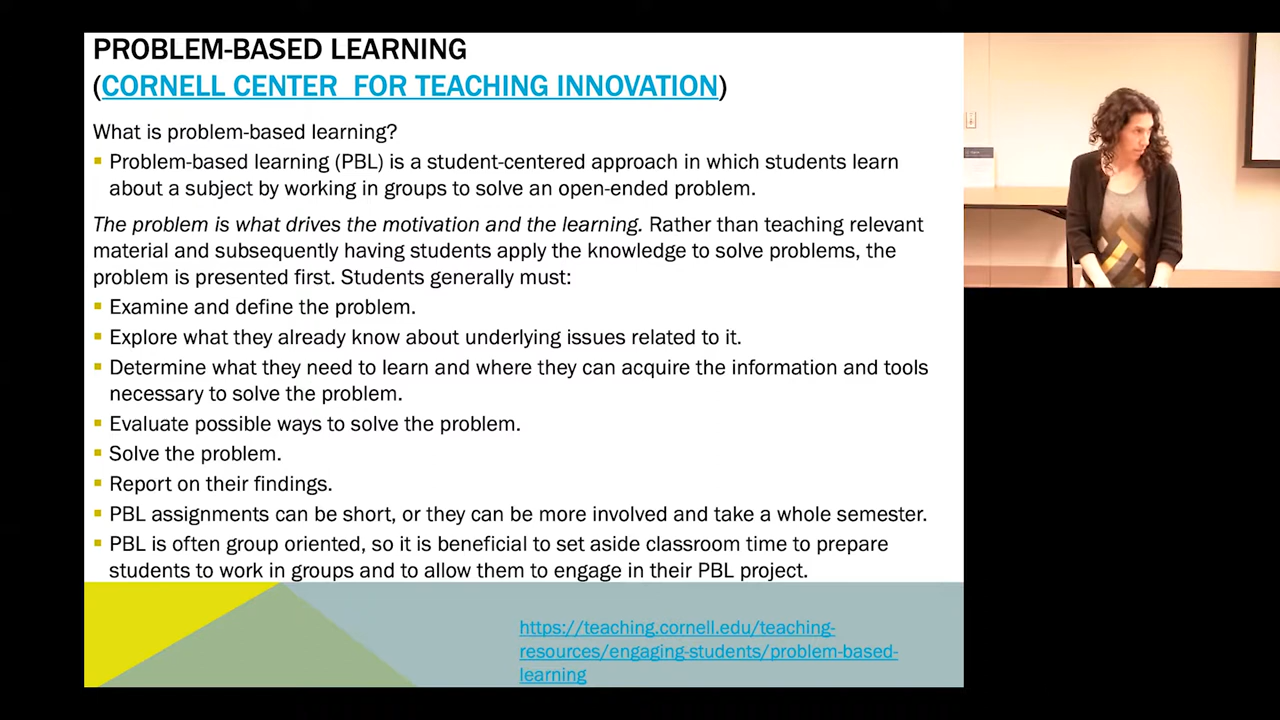 PROBLEM-BASED LEARNING
(CORNELL CENTER FOR TEACHING INNOVATION)
What is problem-based learning?
▪ Problem-based learning (PBL) is a student-centered approach in which students learn
about a subject by working in groups to solve an open-ended problem.
The problem is what drives the motivation and the learning. Rather than teaching relevant
material and subsequently having students apply the knowledge to solve problems, the
problem is presented first. Students generally must:
▪ Examine and define the problem.
▪ Explore what they already know about underlying issues related to it.
▪ Determine what they need to learn and where they can acquire the information and tools
necessary to solve the problem.
▪ Evaluate possible ways to solve the problem.
▪ Solve the problem.
▪ Report on their findings.
▪ PBL assignments can be short, or they can be more involved and take a whole semester.
▪ PBL is often group oriented, so it is beneficial to set aside classroom time to prepare
students to work in groups and to allow them to engage in their PBL project.
https://teaching.cornell.edu/teaching-
resources/engaging-students/problem-based-
learning